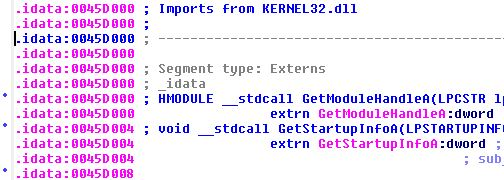 .idata:0045D000 ; Imports from KERNEL32.dll
.idata:0045D000 ;
.idata:0045D000 ; ---------------------------------------
.idata:0045D000
.idata:0045D000 ; Segment type: Externs
.idata:0045D000 ; _idata
.idata:0045D000 ; HMODULE __stdcall GetModuleHandleA(LPCSTR
.idata:0045D000 extrn GetModuleHandleA:dword
.idata:0045D004 ; void __stdcall GetStartupInfoA(LPSTARTUPINF
.idata:0045D004 extrn GetStartupInfoA:dword ;
.idata:0045D004 ; sub_
.idata:0045D008